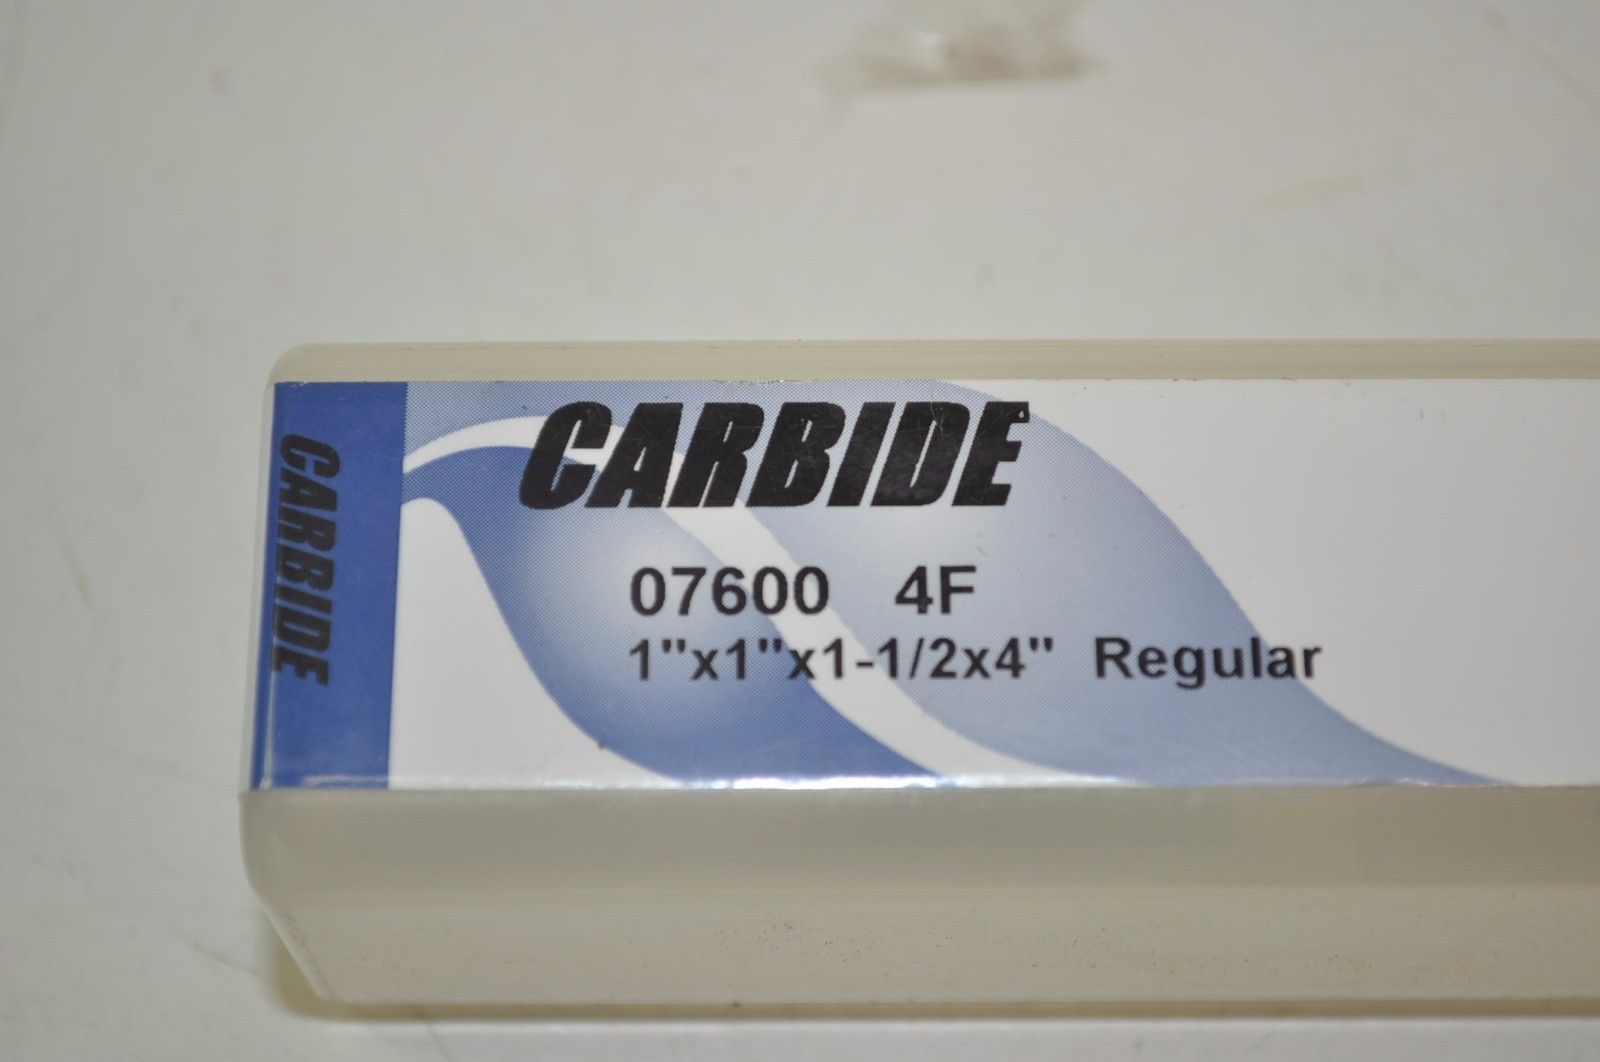 CARBIDE
CARBIDE
07600 4F
1"x1"x1-1/2x4" Regular